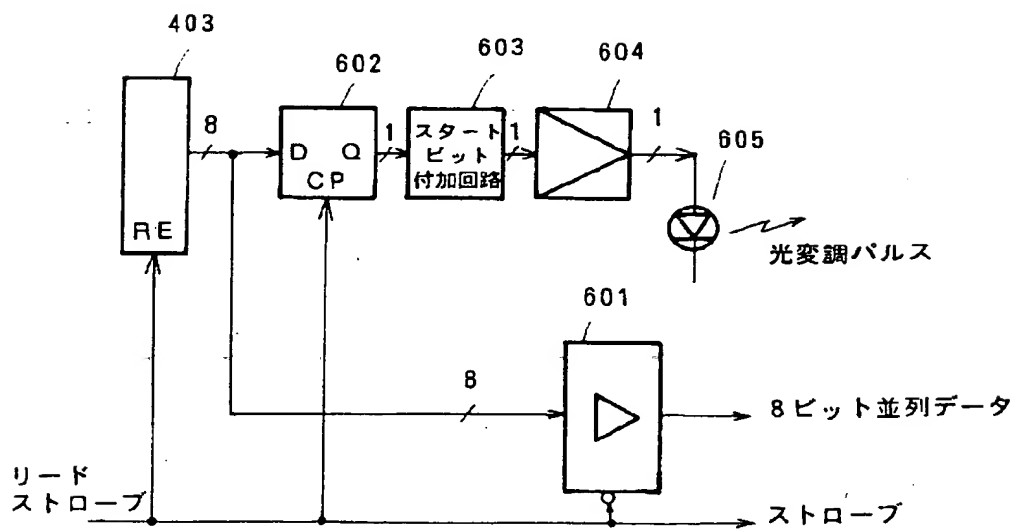 403
602
603
604
605
8
D Q
CP
1
スタート
ビット
付加回路
1
1
RE
光変調パルス
601
8
8ビット並列データ
リード
ストローブ
ストローブ